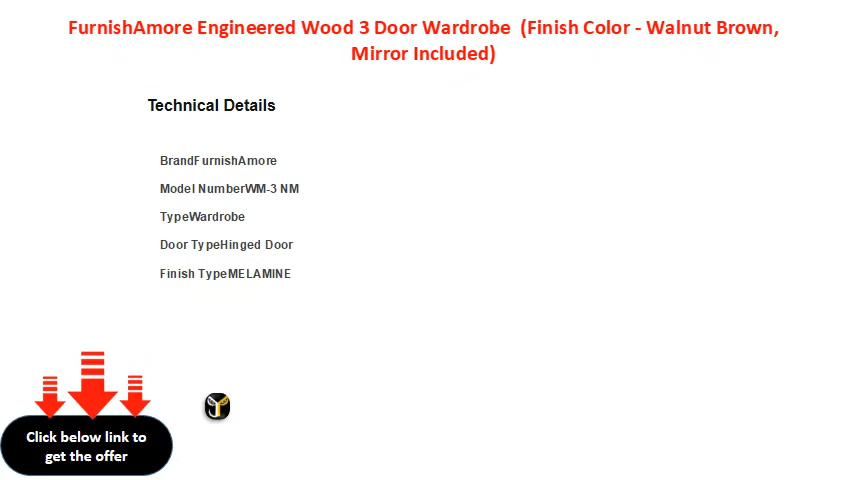 FurnishAmore Engineered Wood 3 Door Wardrobe (Finish Color - Walnut Brown,
Mirror Included)
Technical Details
BrandFurnishAmore
Model NumberWM-3 NM
TypeWardrobe
Door TypeHinged Door
Finish TypeMELAMINE
Click below link to
get the offer